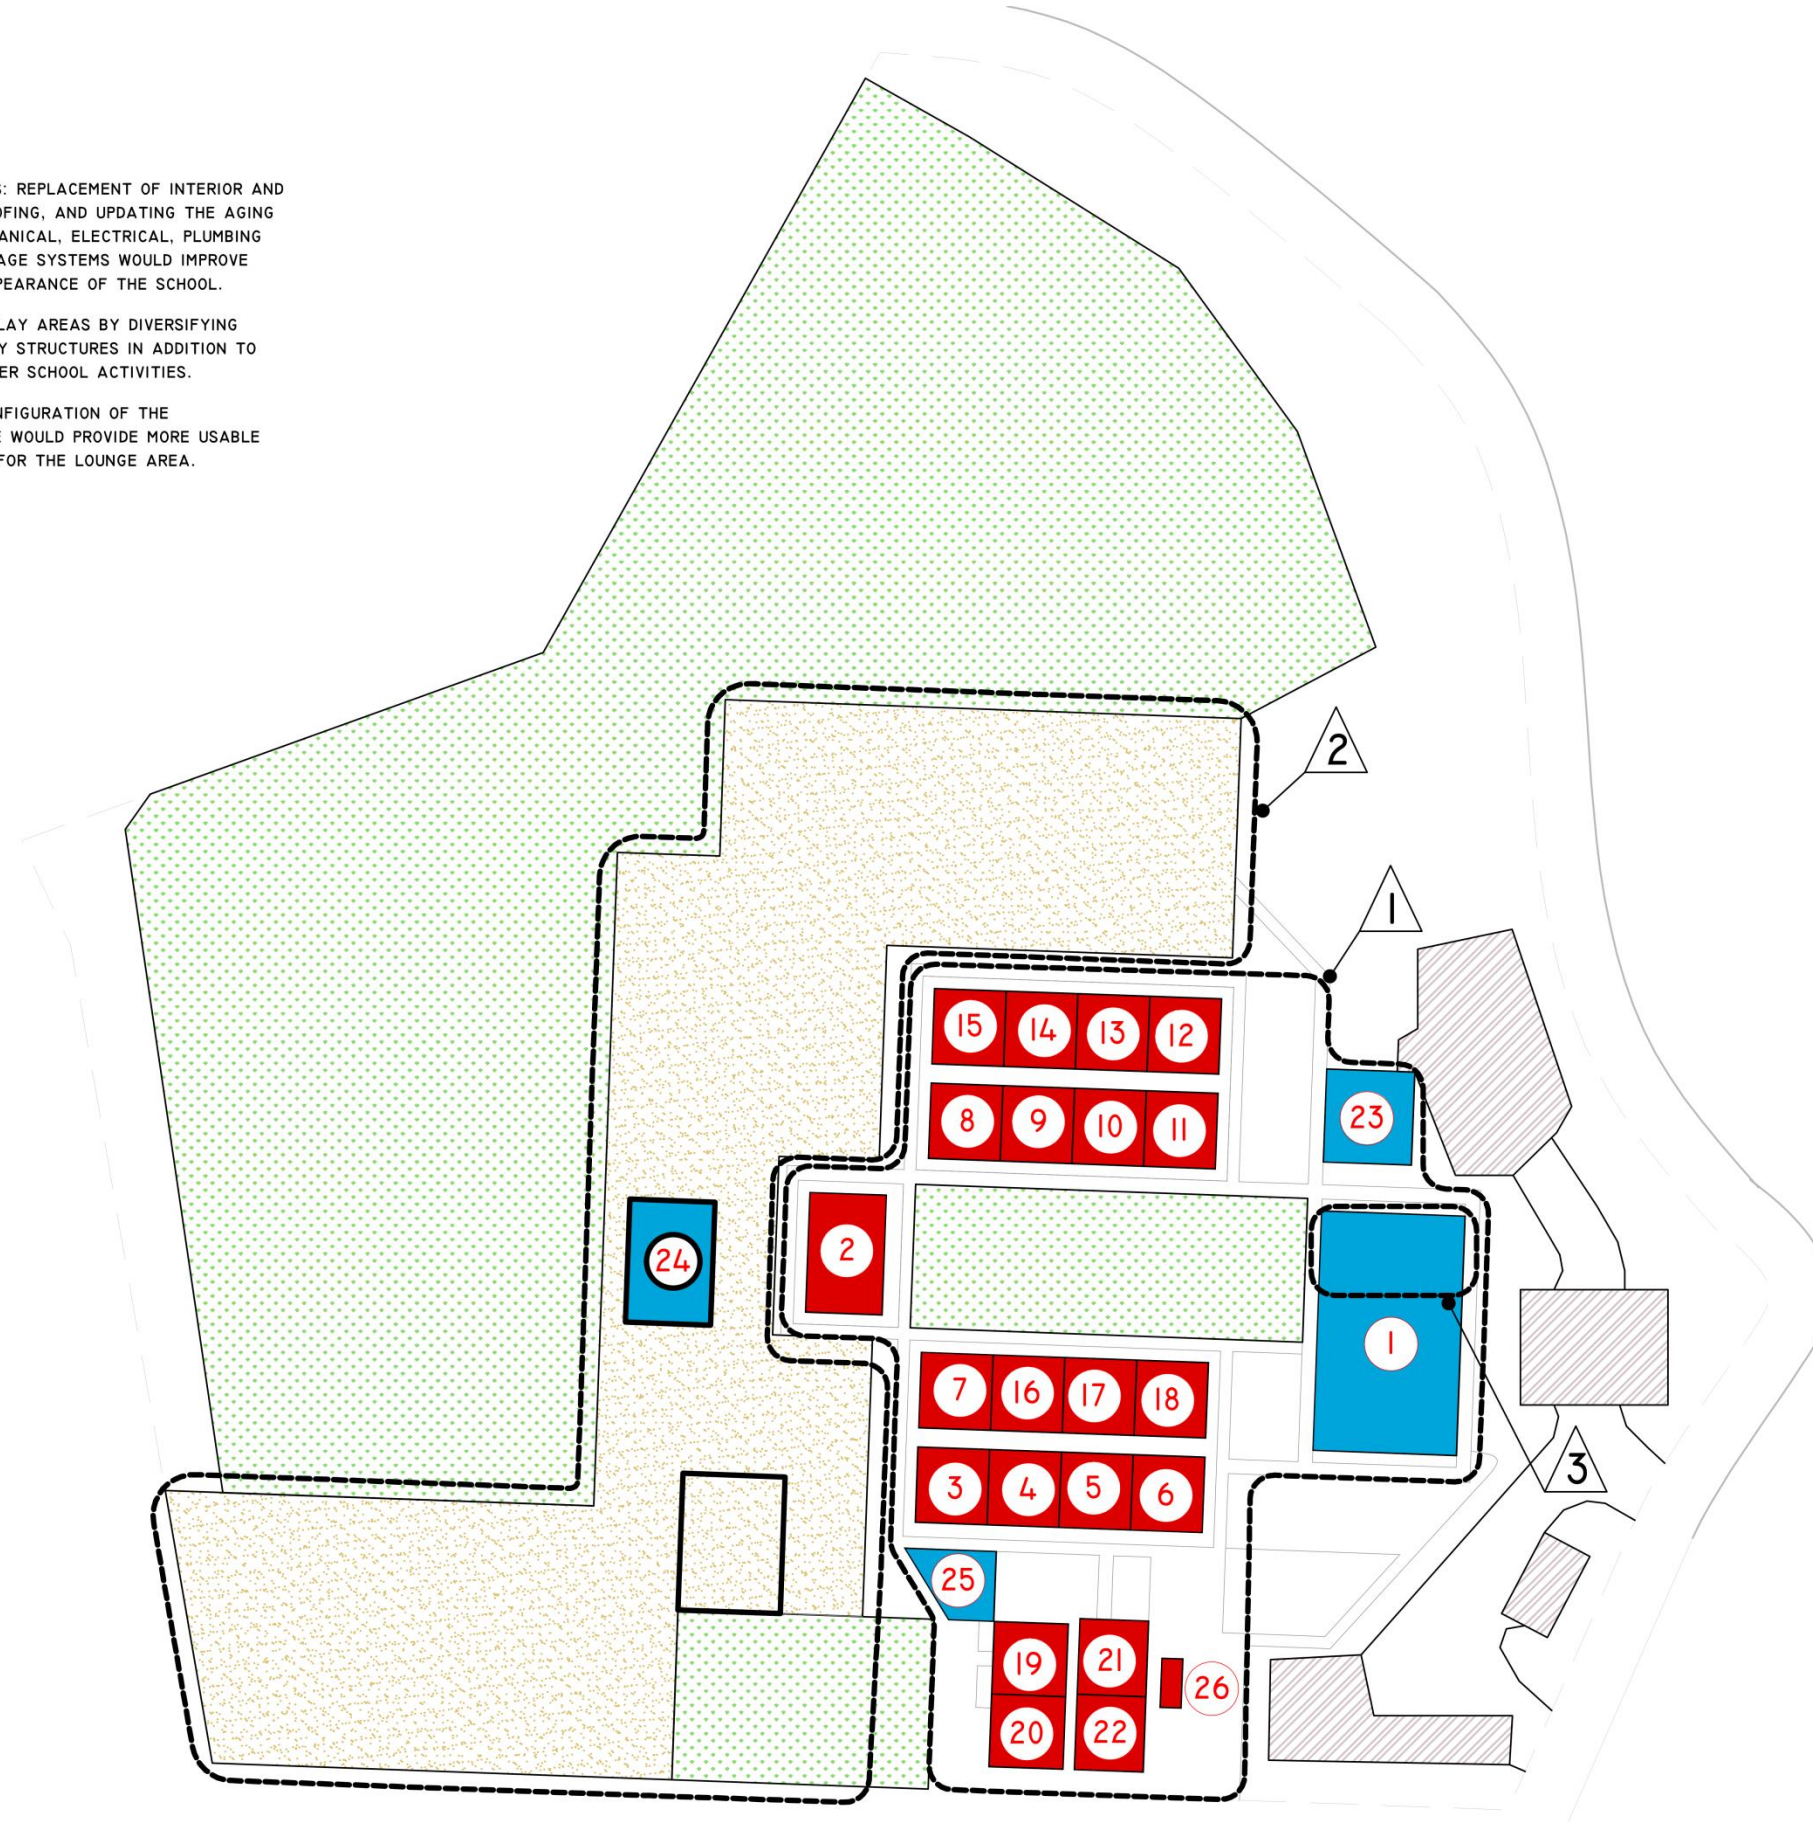 S: REPLACEMENT OF INTERIOR AND
OFING, AND UPDATING THE AGING
ANICAL, ELECTRICAL, PLUMBING
AGE SYSTEMS WOULD IMPROVE
PEARANCE OF THE SCHOOL.
LAY AREAS BY DIVERSIFYING
Y STRUCTURES IN ADDITION TO
ER SCHOOL ACTIVITIES.
NFIGURATION OF THE
E WOULD PROVIDE MORE USABLE
FOR THE LOUNGE AREA.
2
1
15 14 13 12
8 9 10 11
23
2
24
1
7 16 17 18
3 4 5 6
3
25
19 21
26
20 22